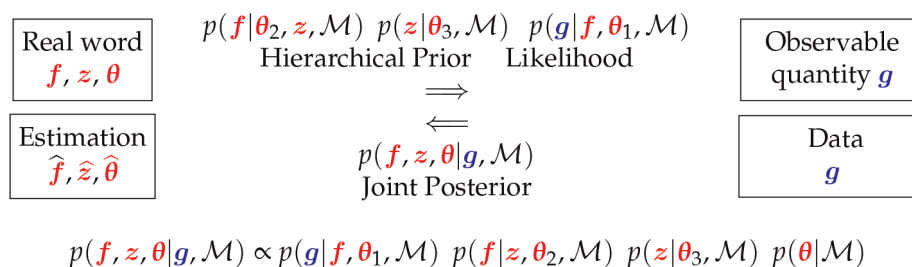 Real word
f, z, θ
p(f|θ₂, z, M) p(z|θ₃, M) p(g|f, θ₁, M)
Hierarchical Prior Likelihood
⟹
Observable
quantity g
Estimation
f̂, ẑ, θ̂
⟸
p(f, z, θ|g, M)
Joint Posterior
Data
g
p(f, z, θ|g, M) ∝ p(g|f, θ₁, M) p(f|z, θ₂, M) p(z|θ₃, M) p(θ|M)